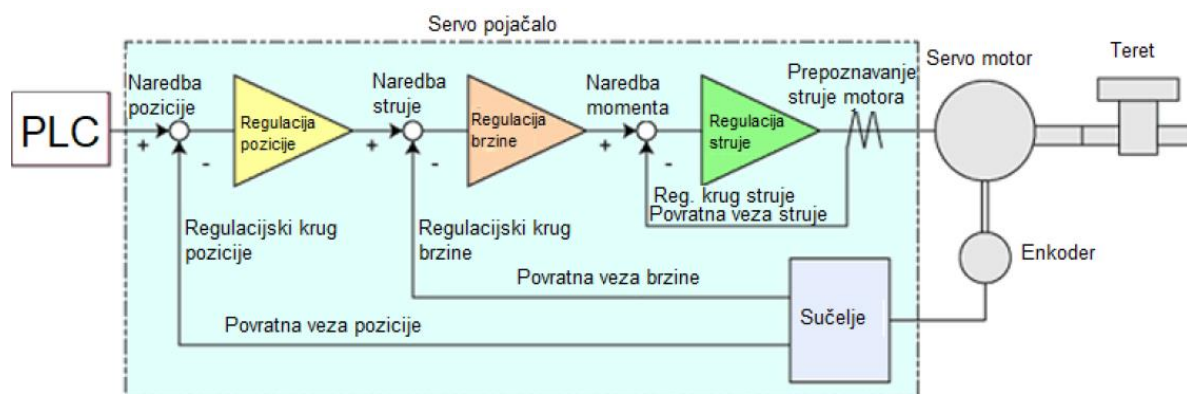 Servo pojačalo
PLC
Naredba
pozicije
+
-
Regulacija
pozicije
Naredba
struje
+
-
Regulacija
brzine
Naredba
momenta
+
-
Regulacija
struje
Prepoznavanje
struje motora
Servo motor
Teret
Reg. krug struje
Povratna veza struje
Regulacijski krug
pozicije
Regulacijski krug
brzine
Povratna veza brzine
Povratna veza pozicije
Sučelje
Enkoder